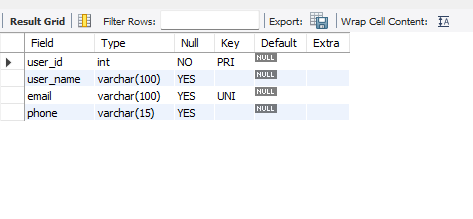 Result Grid Filter Rows: Export: Wrap Cell Content: IA
Field Type Null Key Default Extra
user_id int NO PRI NULL
user_name varchar(100) YES NULL
email varchar(100) YES UNI NULL
phone varchar(15) YES NULL